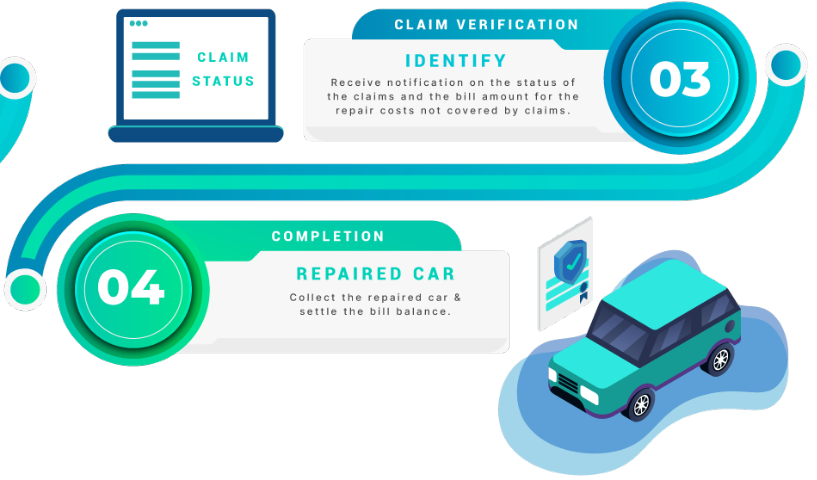 CLAIM
STATUS
CLAIM VERIFICATION
IDENTIFY
Receive notification on the status of
the claims and the bill amount for the
repair costs not covered by claims.
03
04
COMPLETION
REPAIRED CAR
Collect the repaired car &
settle the bill balance.